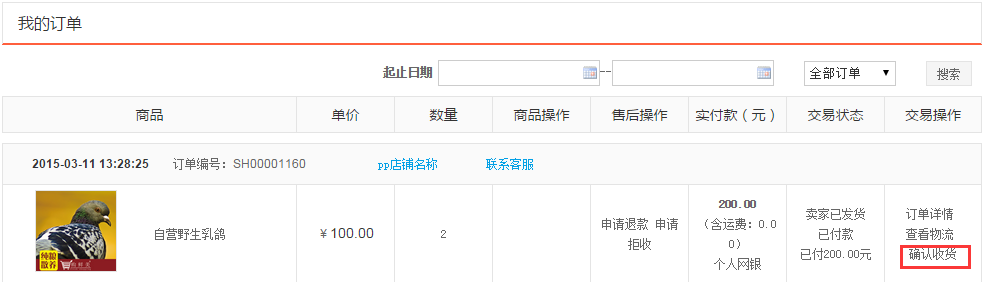 我的订单
起止日期 -- 全部订单 搜索
商品 单价 数量 商品操作 售后操作 实付款（元） 交易状态 交易操作
2015-03-11 13:28:25 订单编号：SH00001160 pp店铺名称 联系客服
纯粮
散养
自营野生乳鸽
¥ 100.00
2
申请退款 申请
拒收
200.00
（含运费：0.0
0）
个人网银
卖家已发货
已付款
已付200.00元
订单详情
查看物流
确认收货